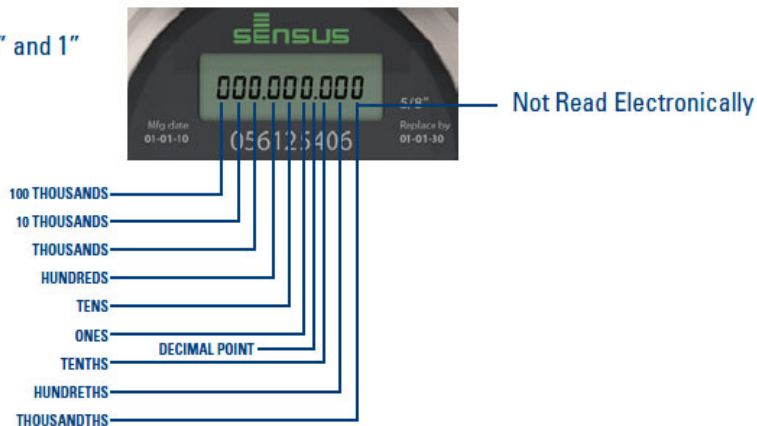 ” and 1”
sensus
000.000.000
5/8”
Not Read Electronically
Mfg date
01-01-10
056125406
Replace by
01-01-30
100 THOUSANDS
10 THOUSANDS
THOUSANDS
HUNDREDS
TENS
ONES
DECIMAL POINT
TENTHS
HUNDRETHS
THOUSANDTHS